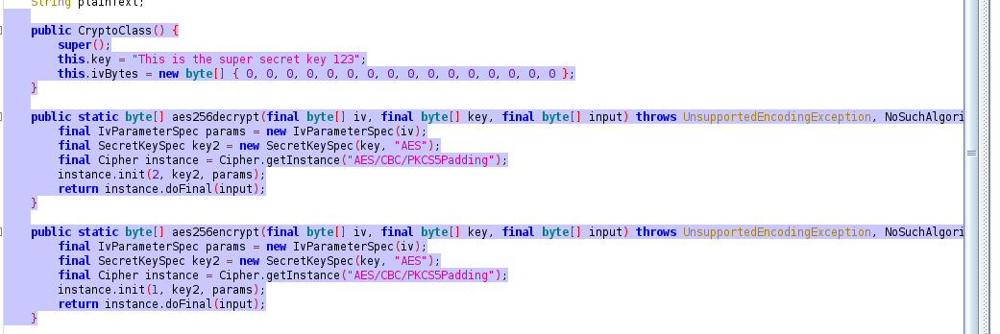 String plainText;
public CryptoClass() {
super();
this.key = "This is the super secret key 123";
this.ivBytes = new byte[] { 0, 0, 0, 0, 0, 0, 0, 0, 0, 0, 0, 0, 0, 0, 0, 0 };
}
public static byte[] aes256decrypt(final byte[] iv, final byte[] key, final byte[] input) throws UnsupportedEncodingException, NoSuchAlgori
final IvParameterSpec params = new IvParameterSpec(iv);
final SecretKeySpec key2 = new SecretKeySpec(key, "AES");
final Cipher instance = Cipher.getInstance("AES/CBC/PKCS5Padding");
instance.init(2, key2, params);
return instance.doFinal(input);
}
public static byte[] aes256encrypt(final byte[] iv, final byte[] key, final byte[] input) throws UnsupportedEncodingException, NoSuchAlgori
final IvParameterSpec params = new IvParameterSpec(iv);
final SecretKeySpec key2 = new SecretKeySpec(key, "AES");
final Cipher instance = Cipher.getInstance("AES/CBC/PKCS5Padding");
instance.init(1, key2, params);
return instance.doFinal(input);
}